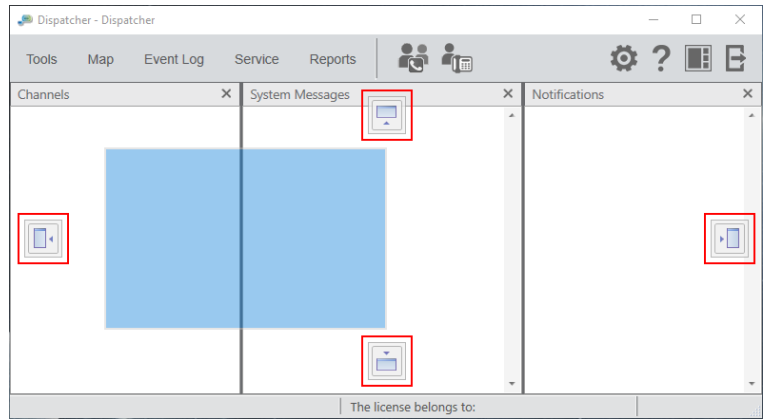 Dispatcher - Dispatcher
Tools Map Event Log Service Reports ?
Channels System Messages Notifications
The license belongs to: